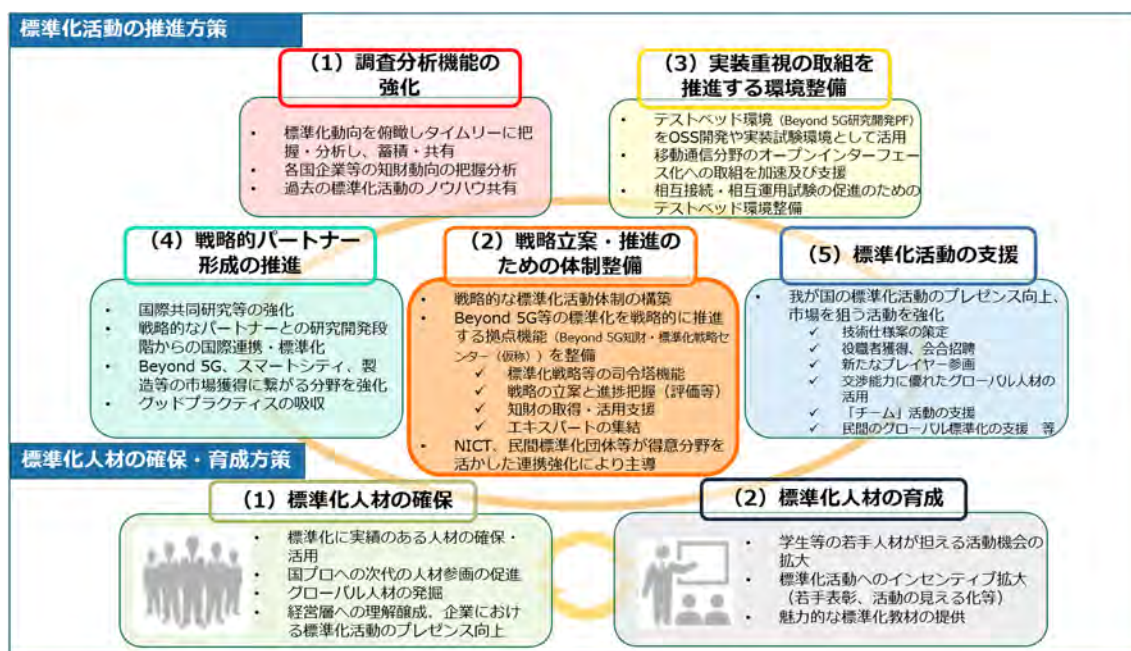 標準化活動の推進方策
（1）調査分析機能の
強化
• 標準化動向を俯瞰しタイムリーに把
握・分析し、蓄積・共有
• 各国企業等の知財動向の把握分析
• 過去の標準化活動のノウハウ共有
（3）実装重視の取組を
推進する環境整備
• テストベッド環境（Beyond 5G研究開発PF）
をOSS開発や実装試験環境として活用
• 移動通信分野のオープンインターフェー
ス化への取組を加速及び支援
• 相互接続・相互運用試験の促進のための
テストベッド環境整備
（4）戦略的パートナー
形成の推進
• 国際共同研究等の強化
• 戦略的なパートナーとの研究開発段
階からの国際連携・標準化
• Beyond 5G、スマートシティ、製
造等の市場獲得に繋がる分野を強化
• グッドプラクティスの吸収
（2）戦略立案・推進の
ための体制整備
• 戦略的な標準化活動体制の構築
• Beyond 5G等の標準化を戦略的に推進
する拠点機能（Beyond 5G知財・標準化戦略セ
ンター（仮称））を整備
✓ 標準化戦略等の司令塔機能
✓ 戦略の立案と進捗把握（評価等）
✓ 知財の取得・活用支援
✓ エキスパートの集結
• NICT、民間標準化団体等が得意分野を
活かした連携強化により主導
（5）標準化活動の支援
• 我が国の標準化活動のプレゼンス向上、
市場を狙う活動を強化
✓ 技術仕様案の策定
✓ 役職者獲得、会合招聘
✓ 新たなプレイヤー参画
✓ 交渉能力に優れたグローバル人材の
活用
✓ 「チーム」活動の支援
✓ 民間のグローバル標準化の支援 等
標準化人材の確保・育成方策
（1）標準化人材の確保
• 標準化に実績のある人材の確保・
活用
• 国プロへの次代の人材参画の促進
• グローバル人材の発掘
• 経営層への理解醸成、企業におけ
る標準化活動のプレゼンス向上
（2）標準化人材の育成
• 学生等の若手人材が担える活動機会の
拡大
• 標準化活動へのインセンティブ拡大
（若手表彰、活動の見える化等）
• 魅力的な標準化教材の提供